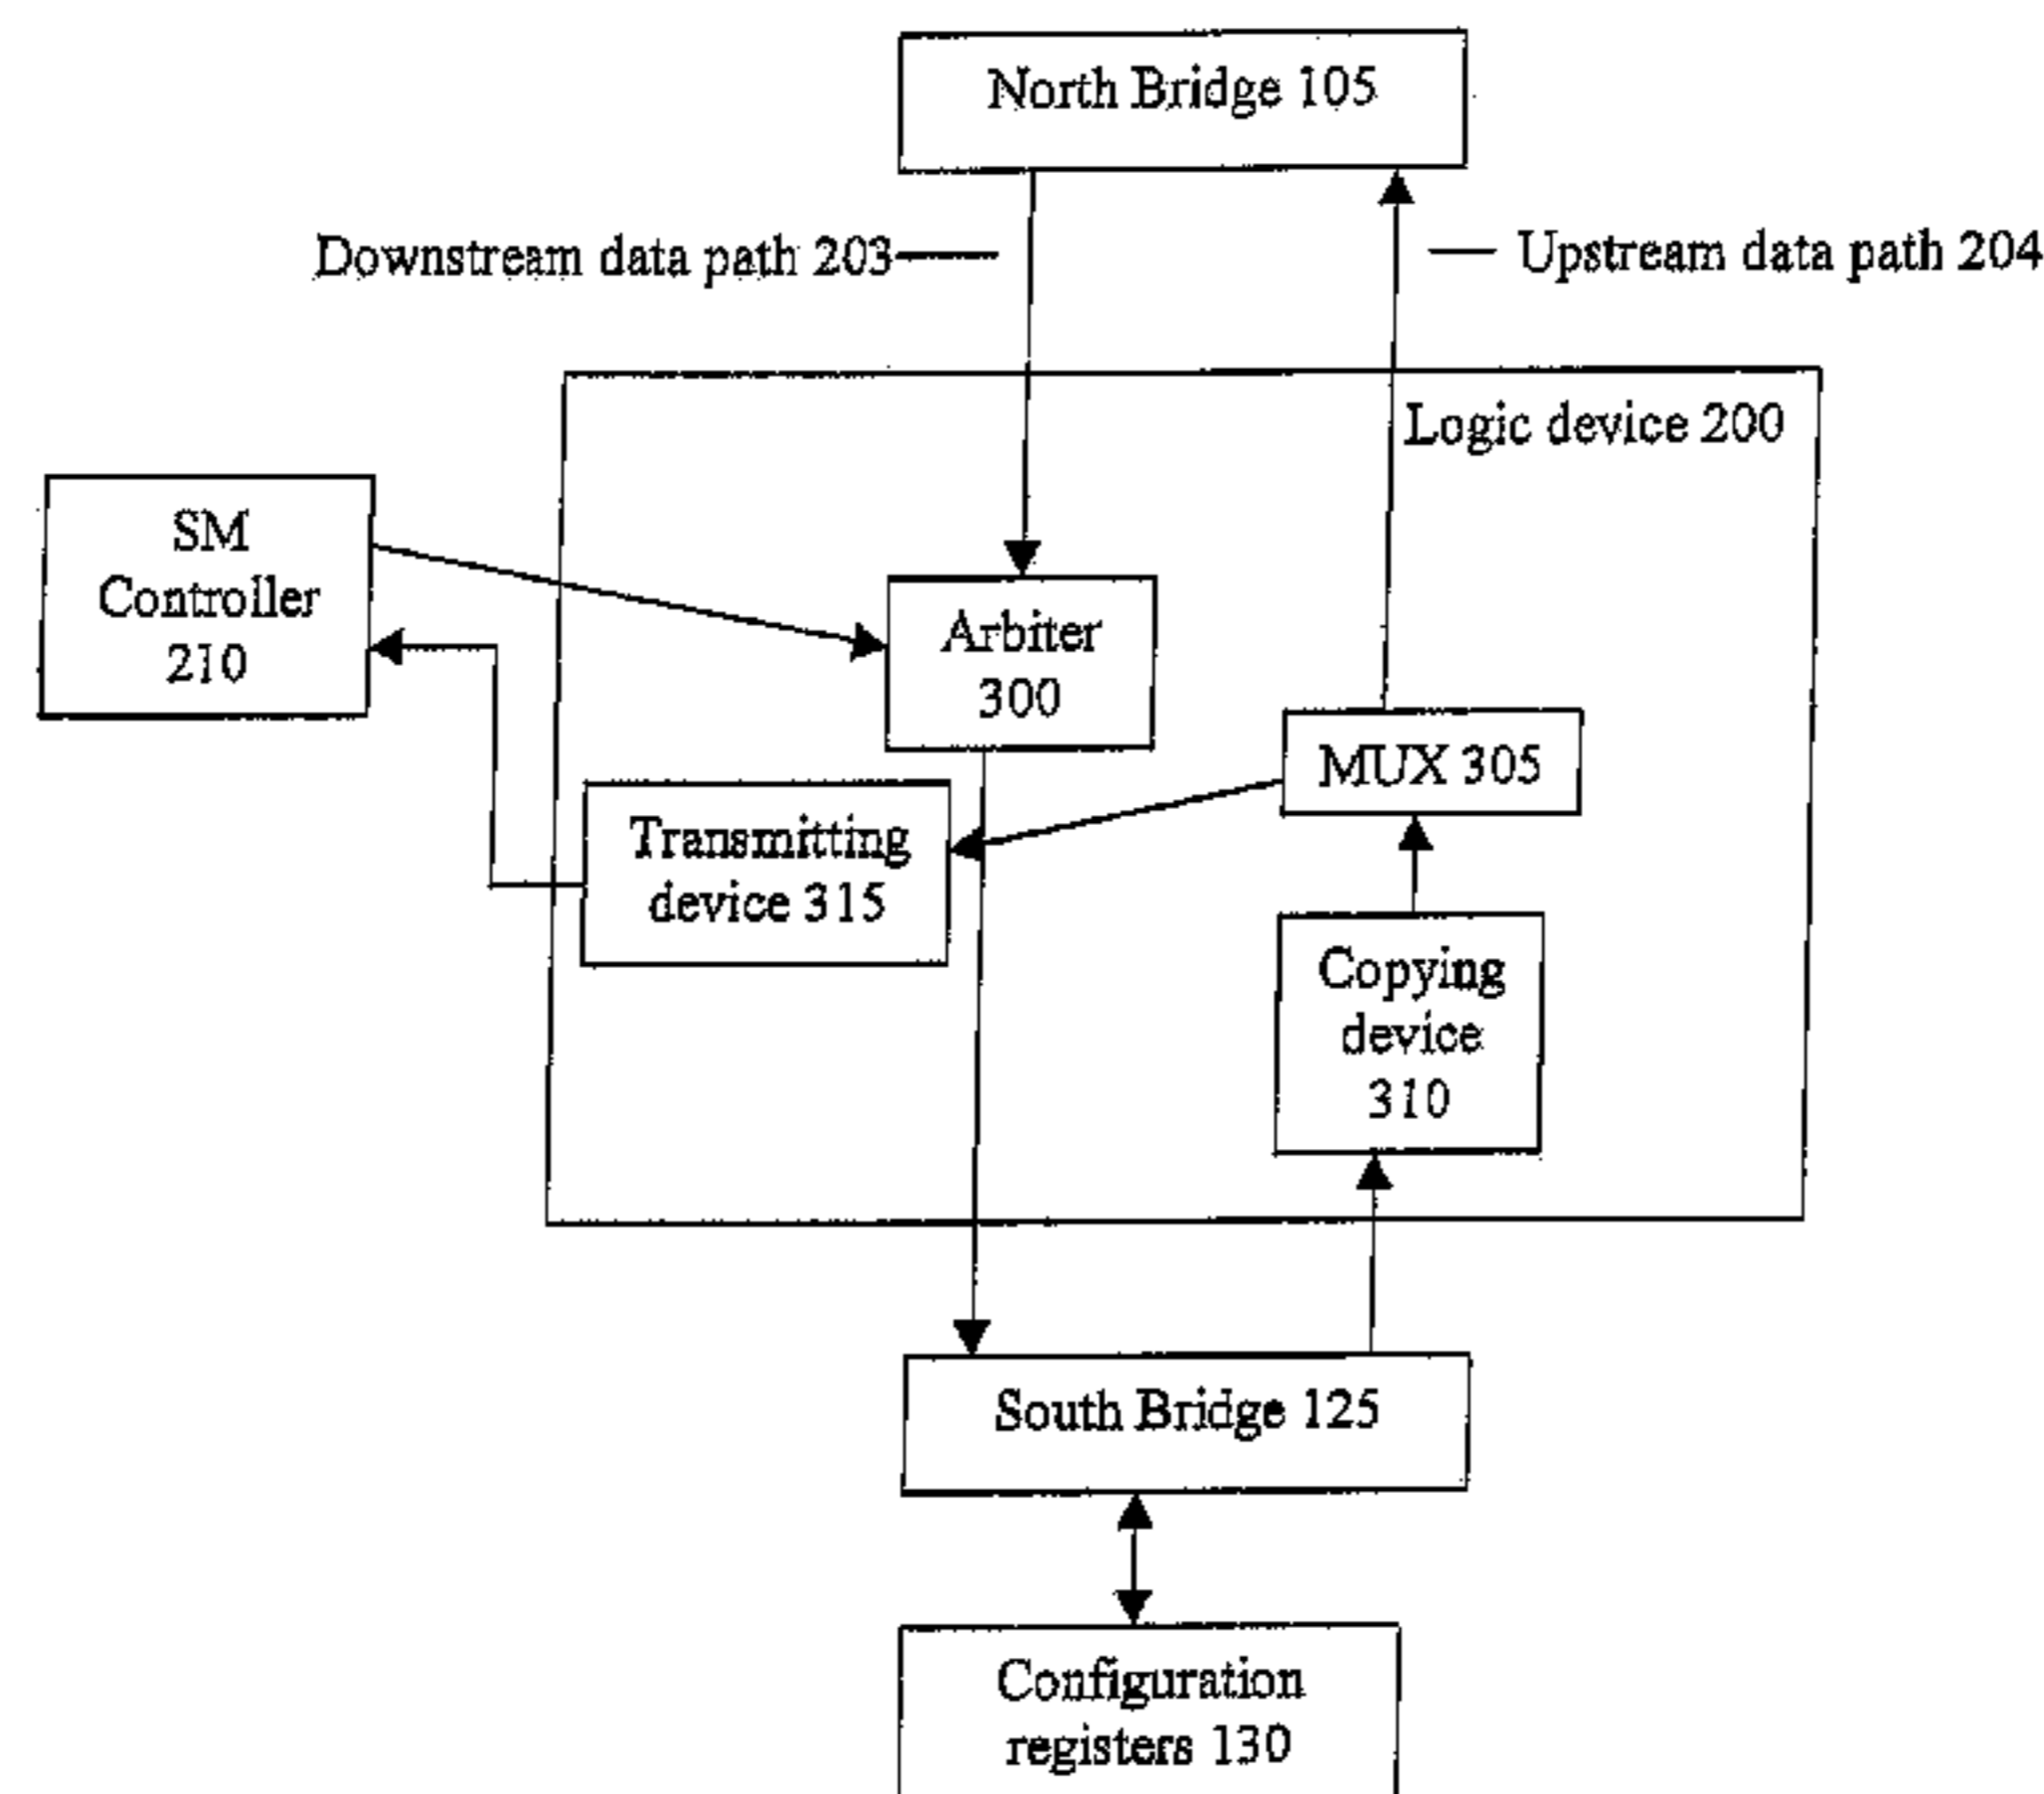 North Bridge 105
Downstream data path 203
Upstream data path 204
Logic device 200
SM
Controller
210
Arbiter
300
MUX 305
Transmitting
device 315
Copying
device
310
South Bridge 125
Configuration
registers 130